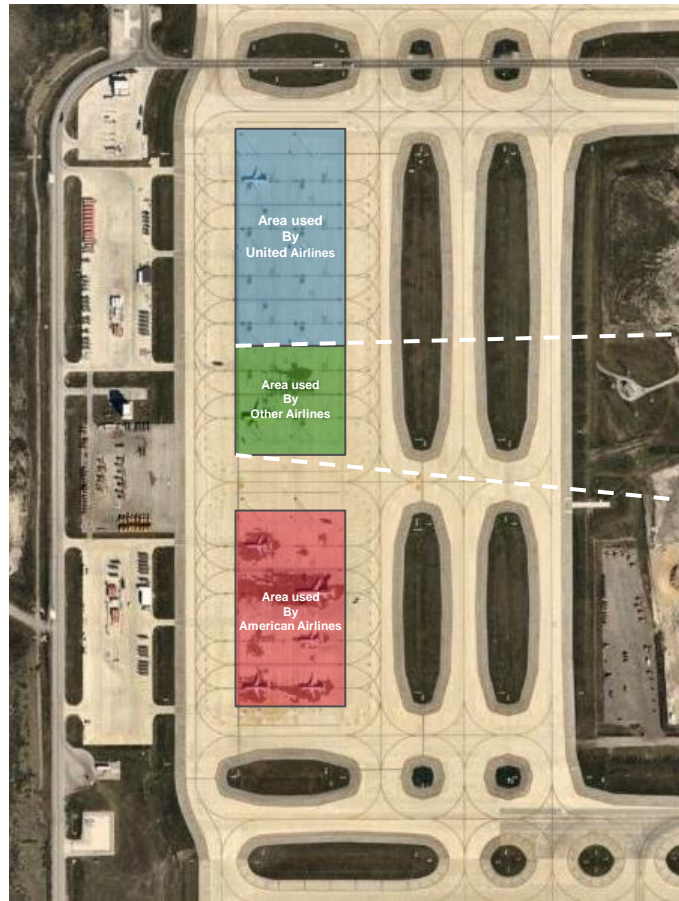 Area used
By
United Airlines
Area used
By
Other Airlines
Area used
By
American Airlines